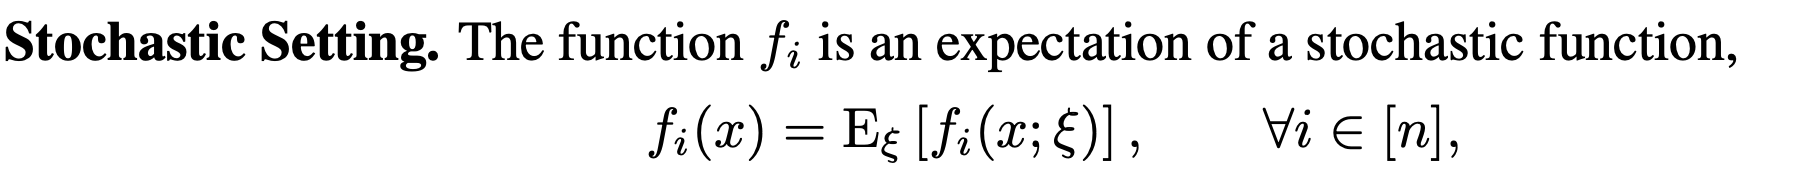 Stochastic Setting. The function fᵢ is an expectation of a stochastic function,
fᵢ(x) = E_ξ [fᵢ(x; ξ)] , ∀i ∈ [n],